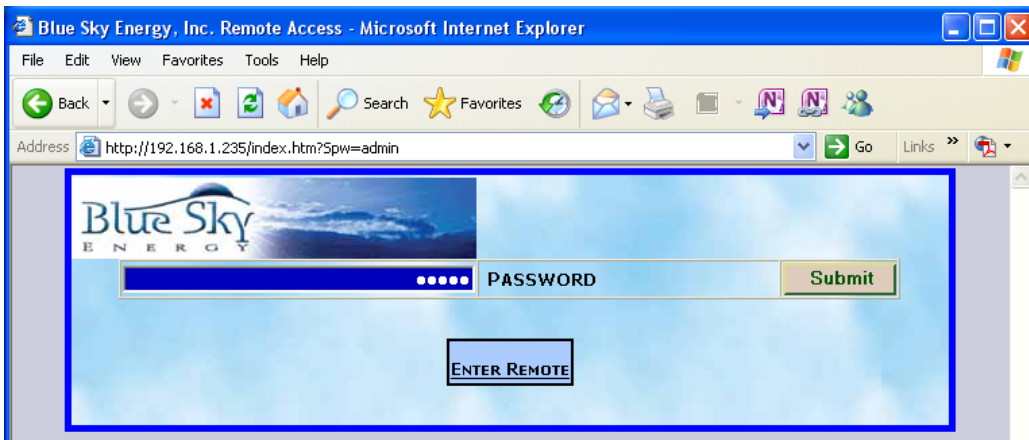 Blue Sky Energy, Inc. Remote Access - Microsoft Internet Explorer
File Edit View Favorites Tools Help
Back Search Favorites
Address http://192.168.1.235/index.htm?Spw=admin Go Links »
Blue Sky
ENERGY
••••• PASSWORD Submit
ENTER REMOTE